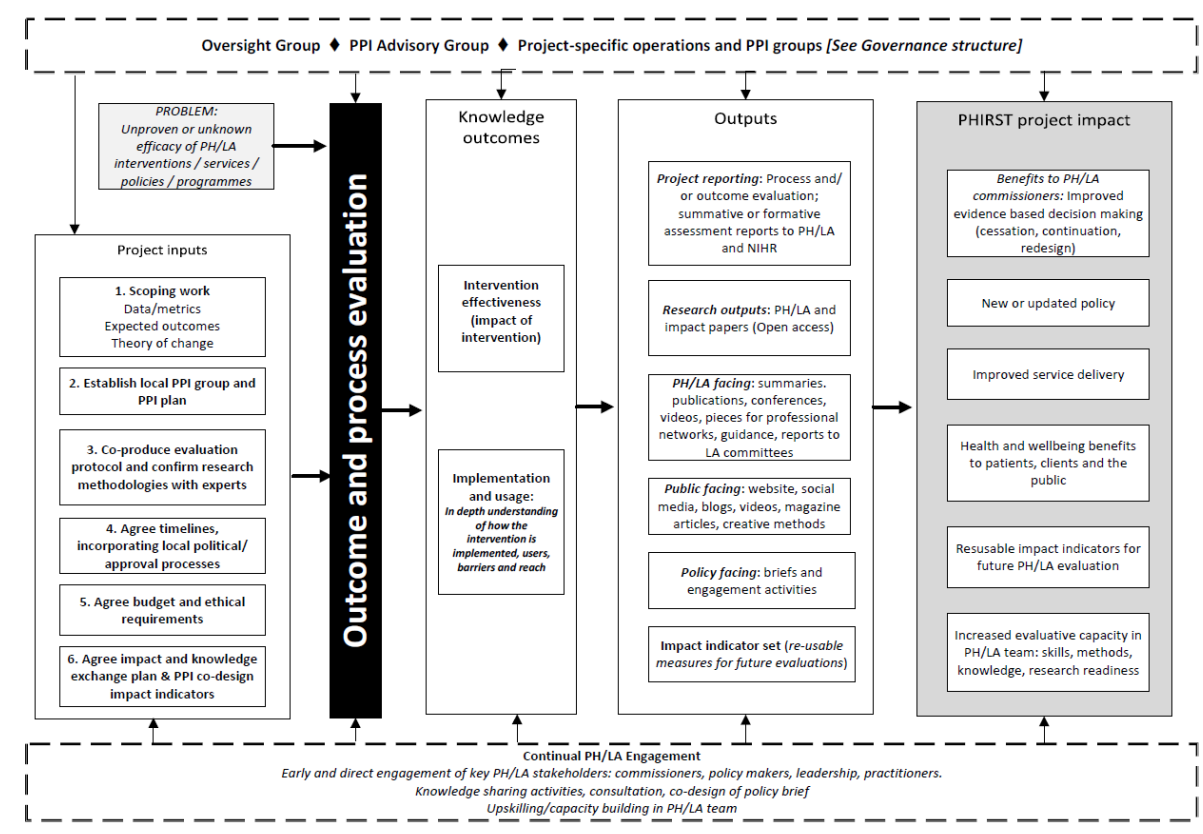 Oversight Group ♦ PPI Advisory Group ♦ Project-specific operations and PPI groups [See Governance structure]
PROBLEM:
Unproven or unknown
efficacy of PH/LA
interventions / services /
policies / programmes
Project inputs
1. Scoping work
Data/metrics
Expected outcomes
Theory of change
2. Establish local PPI group and
PPI plan
3. Co-produce evaluation
protocol and confirm research
methodologies with experts
4. Agree timelines,
incorporating local political/
approval processes
5. Agree budget and ethical
requirements
6. Agree impact and knowledge
exchange plan & PPI co-design
impact indicators
Outcome and process evaluation
Knowledge
outcomes
Intervention
effectiveness
(impact of
intervention)
Implementation
and usage:
In depth understanding
of how the
intervention is
implemented, users,
barriers and reach
Outputs
Project reporting: Process and/
or outcome evaluation;
summative or formative
assessment reports to PH/LA
and NIHR
Research outputs: PH/LA and
impact papers (Open access)
PH/LA facing: summaries.
publications, conferences,
videos, pieces for professional
networks, guidance, reports to
LA committees
Public facing: website, social
media, blogs, videos, magazine
articles, creative methods
Policy facing: briefs and
engagement activities
Impact indicator set (re-usable
measures for future evaluations)
PHIRST project impact
Benefits to PH/LA
commissioners: Improved
evidence based decision making
(cessation, continuation,
redesign)
New or updated policy
Improved service delivery
Health and wellbeing benefits
to patients, clients and the
public
Resusable impact indicators for
future PH/LA evaluation
Increased evaluative capacity in
PH/LA team: skills, methods,
knowledge, research readiness
Continual PH/LA Engagement
Early and direct engagement of key PH/LA stakeholders: commissioners, policy makers, leadership, practitioners.
Knowledge sharing activities, consultation, co-design of policy brief
Upskilling/capacity building in PH/LA team